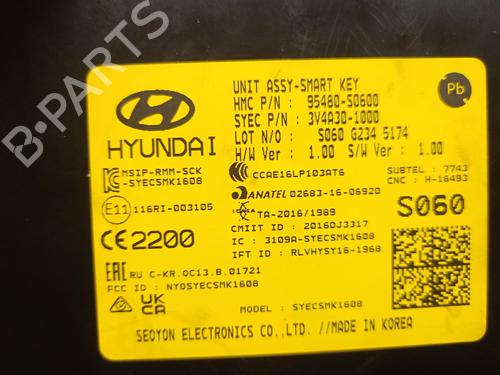 UNIT ASSY-SMART KEY
HMC P/N : 95480-S0600
SYEC P/N : 3V4A30-1000
LOT N/O : S060 G234 5174
H/W Ver : 1.00 S/W Ver : 1.00
Pb
HYUNDAI
MSIP-RMM-SCK
-SYECSMK1608
CCAE16LP103AT6
SUBTEL : 7743
CNC : H-16493
ANATEL 02683-16-06920
E11 116RI-003105
TA-2016/1989
S060
CE 2200
CMIIT ID : 2016DJ3317
IC : 3109A-SYECSMK1608
IFT ID : RLVHYSY16-1968
EAC RU C-KR.OC13.B.01721
FCC ID : NYOSYECSMK1608
UK
CA
MODEL : SYECSMK1608
SEOYON ELECTRONICS CO.,LTD. //MADE IN KOREA
B-Parts